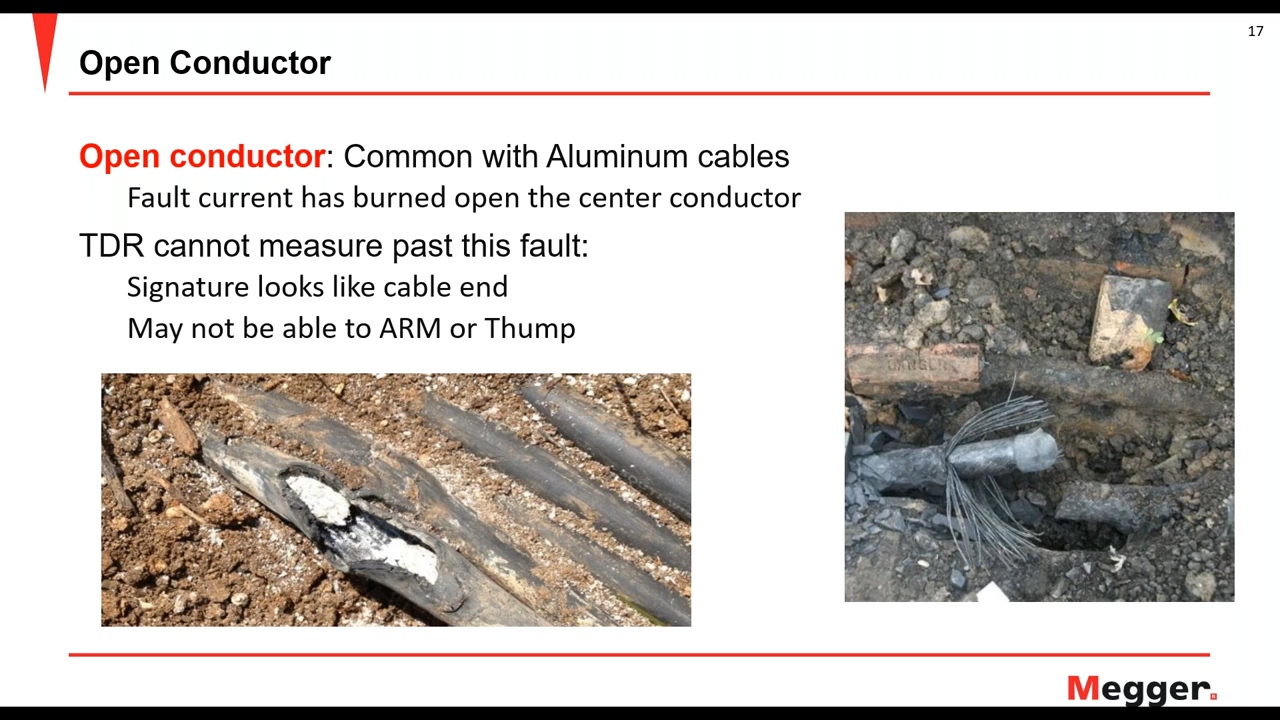 17
Open Conductor
Open conductor: Common with Aluminum cables
Fault current has burned open the center conductor
TDR cannot measure past this fault:
Signature looks like cable end
May not be able to ARM or Thump
Megger.